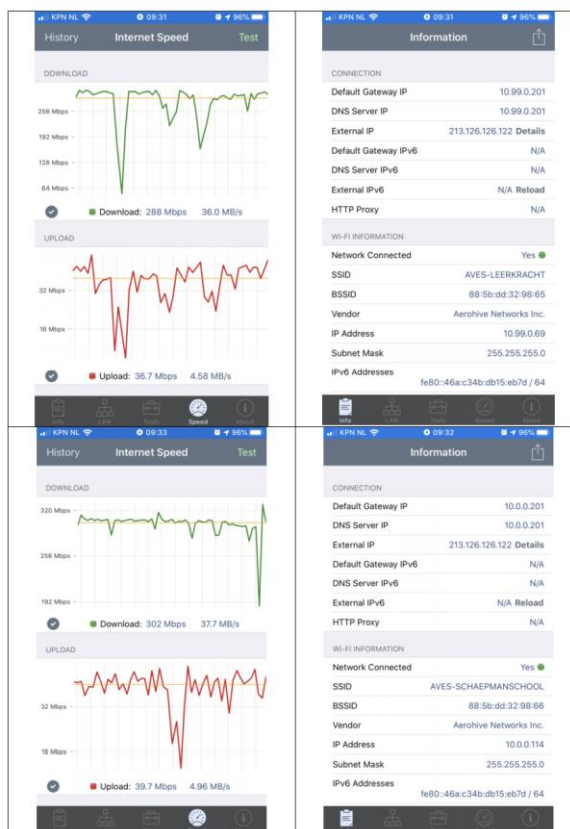 KPN NL 09:31 96%
History Internet Speed Test
DOWNLOAD
256 Mbps
192 Mbps
128 Mbps
64 Mbps
Download: 288 Mbps 36.0 MB/s
UPLOAD
32 Mbps
16 Mbps
Upload: 36.7 Mbps 4.58 MB/s
Info LAN Tools Speed About
KPN NL 09:31 96%
Information
CONNECTION
Default Gateway IP 10.99.0.201
DNS Server IP 10.99.0.201
External IP 213.126.126.122 Details
Default Gateway IPv6 N/A
DNS Server IPv6 N/A
External IPv6 N/A Reload
HTTP Proxy N/A
WI-FI INFORMATION
Network Connected Yes
SSID AVES-LEERKRACHT
BSSID 88:5b:dd:32:98:65
Vendor Aerohive Networks Inc.
IP Address 10.99.0.69
Subnet Mask 255.255.255.0
IPv6 Addresses
fe80::46a:c34b:db15:eb7d / 64
Info LAN Tools Speed About
KPN NL 09:33 96%
History Internet Speed Test
DOWNLOAD
320 Mbps
256 Mbps
192 Mbps
Download: 302 Mbps 37.7 MB/s
UPLOAD
32 Mbps
16 Mbps
Upload: 39.7 Mbps 4.96 MB/s
KPN NL 09:32 96%
Information
CONNECTION
Default Gateway IP 10.0.0.201
DNS Server IP 10.0.0.201
External IP 213.126.126.122 Details
Default Gateway IPv6 N/A
DNS Server IPv6 N/A
External IPv6 N/A Reload
HTTP Proxy N/A
WI-FI INFORMATION
Network Connected Yes
SSID AVES-SCHAEPMANSCHOOL
BSSID 88:5b:dd:32:98:66
Vendor Aerohive Networks Inc.
IP Address 10.0.0.114
Subnet Mask 255.255.255.0
IPv6 Addresses
fe80::46a:c34b:db15:eb7d / 64